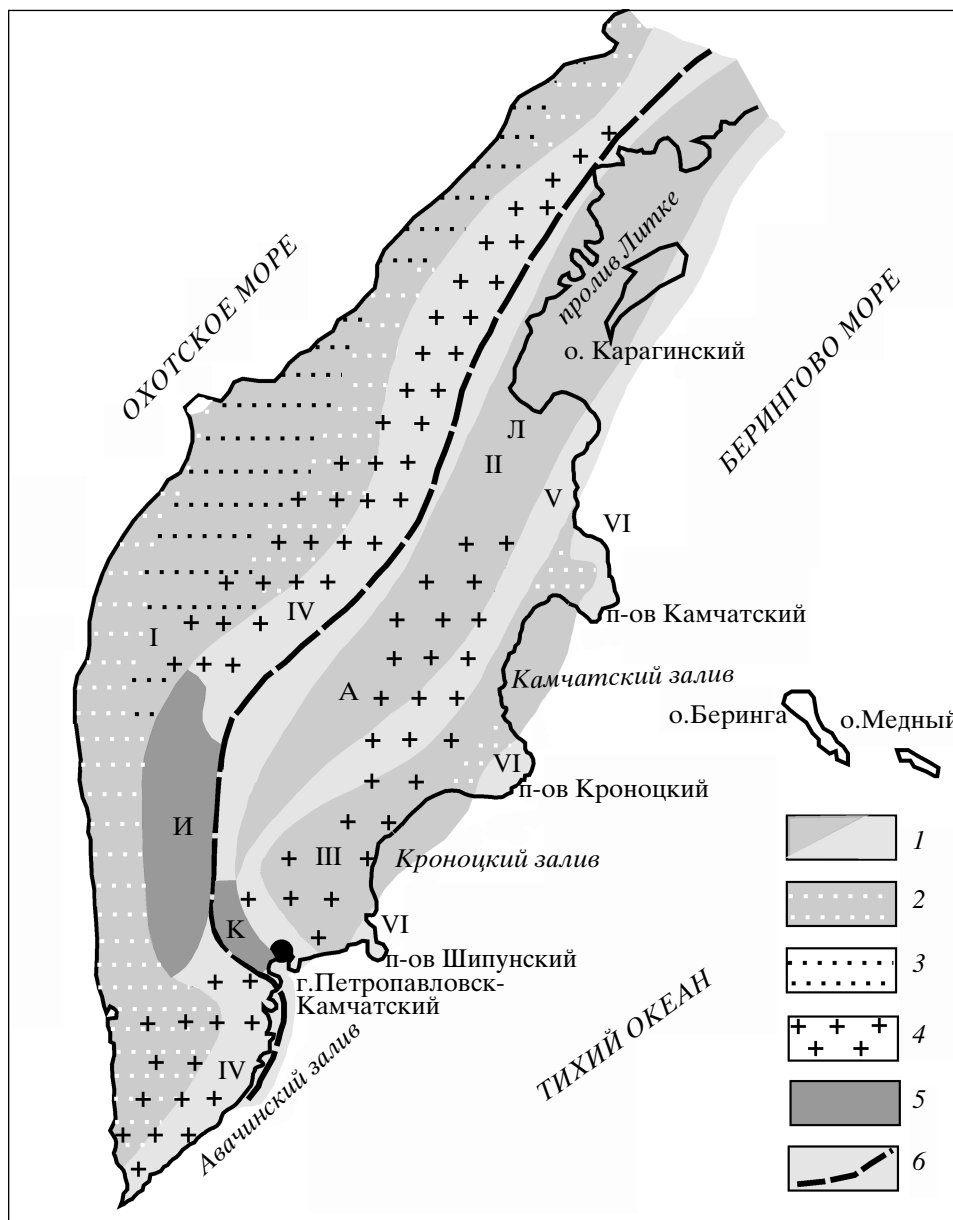 ОХОТСКОЕ МОРЕ
пролив Литке
о. Карагинский
БЕРИНГОВО МОРЕ
Л
II
V
VI
IV
I
п-ов Камчатский
А
Камчатский залив
о.Беринга
о.Медный
VI
п-ов Кроноцкий
И
III
Кроноцкий залив
К
VI
п-ов Шипунский
г.Петропавловск-
Камчатский
IV
Авачинский залив
ТИХИЙ ОКЕАН
1
2
3
4
5
6